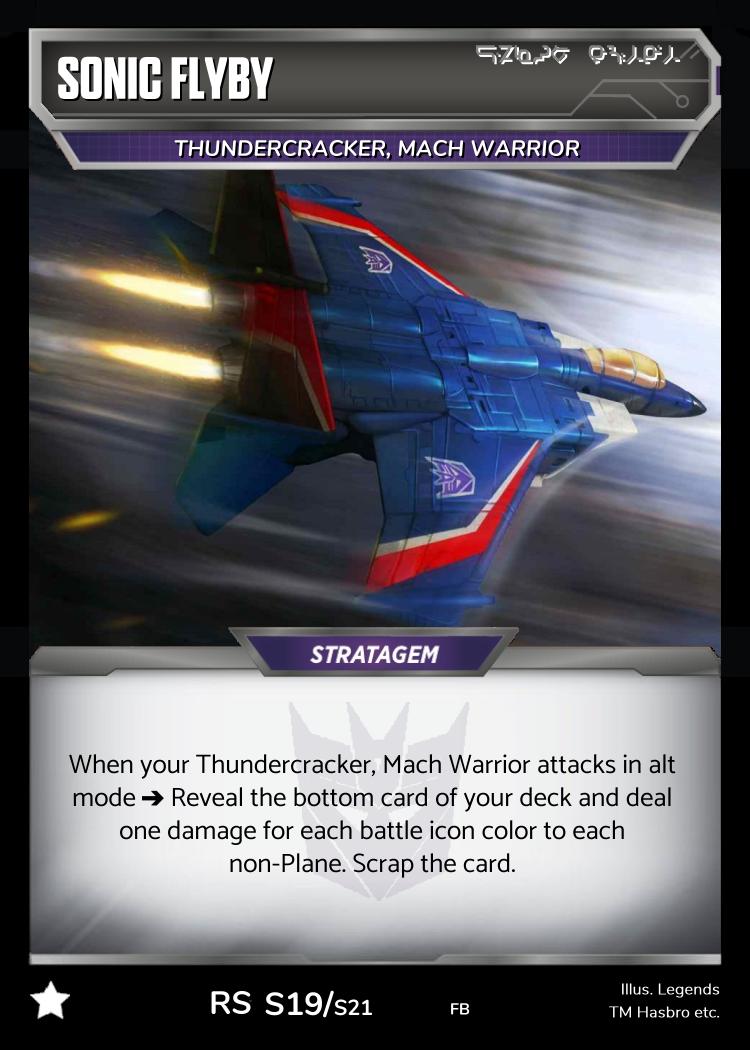 SONIC FLYBY
THUNDERCRACKER, MACH WARRIOR
STRATAGEM
When your Thundercracker, Mach Warrior attacks in alt
mode ➔ Reveal the bottom card of your deck and deal
one damage for each battle icon color to each
non-Plane. Scrap the card.
RS S19/S21
FB
Illus. Legends
TM Hasbro etc.